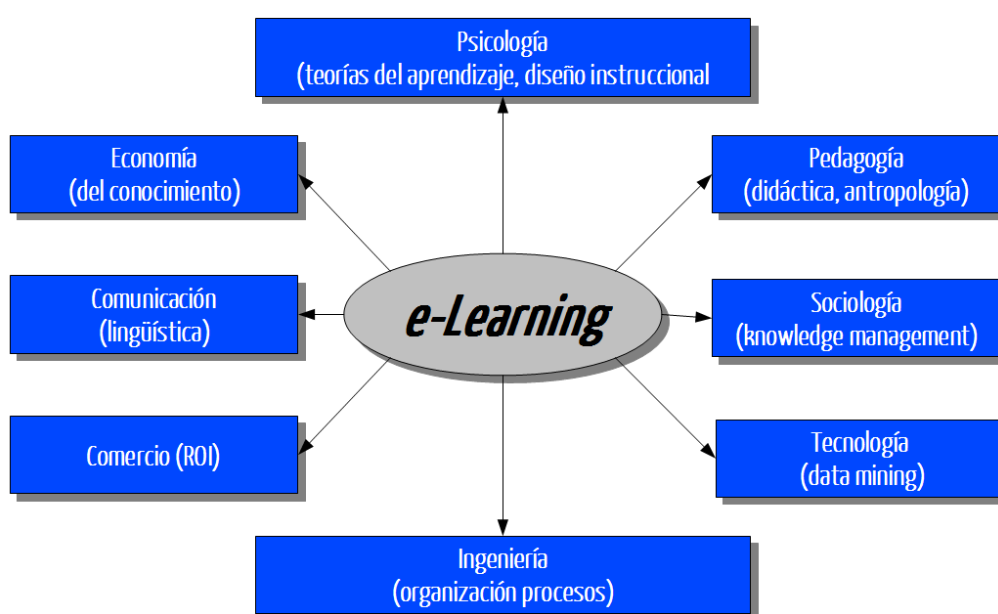 Psicología
(teorías del aprendizaje, diseño instruccional
Economía
(del conocimiento)
Pedagogía
(didáctica, antropología)
Comunicación
(lingüística)
e-Learning
Sociología
(knowledge management)
Comercio (ROI)
Tecnología
(data mining)
Ingeniería
(organización procesos)